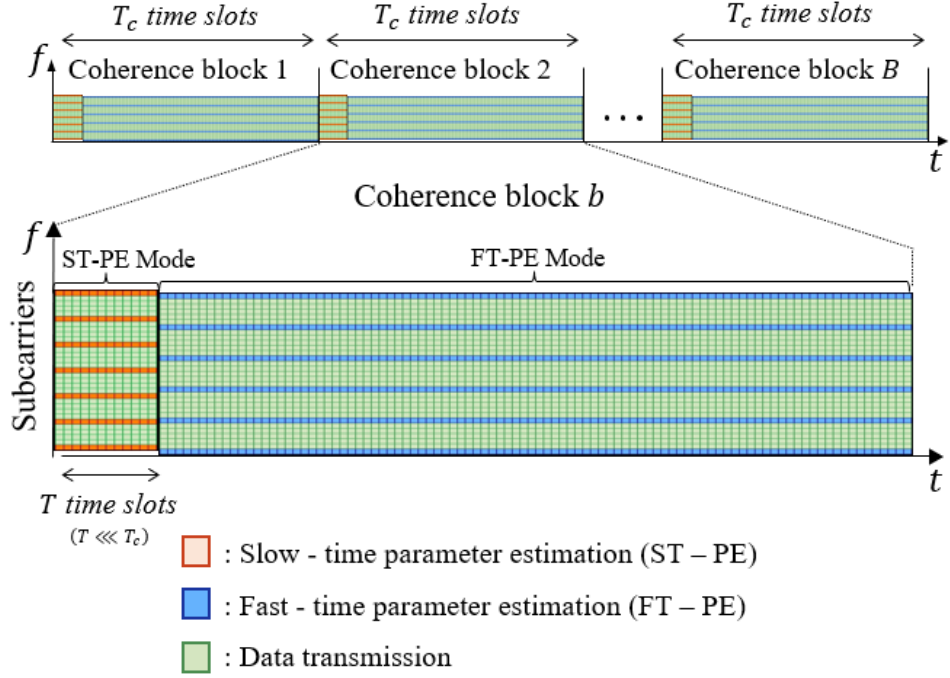 T_c time slots T_c time slots T_c time slots
f Coherence block 1 Coherence block 2 Coherence block B
• • •
t
Coherence block b
f
ST-PE Mode FT-PE Mode
Subcarriers
t
T time slots
(T ⋘ T_c)
: Slow - time parameter estimation (ST – PE)
: Fast - time parameter estimation (FT – PE)
: Data transmission